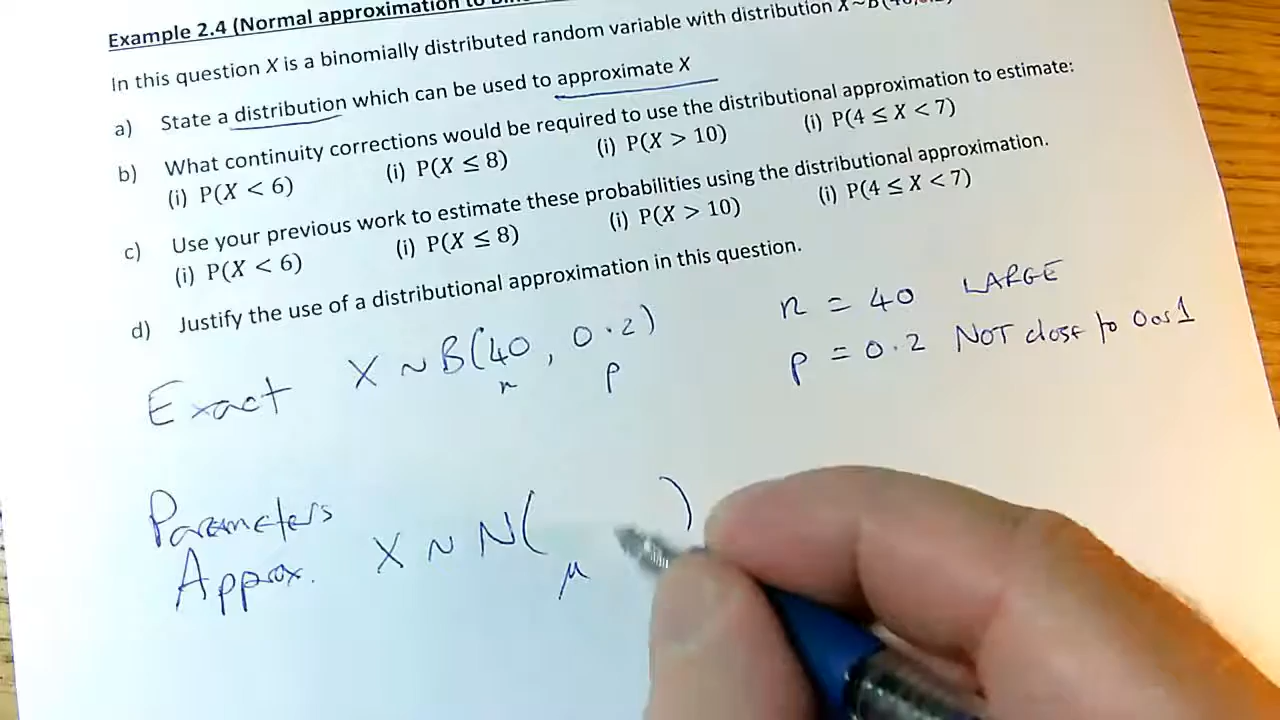 Example 2.4 (Normal approximation to Bin
In this question X is a binomially distributed random variable with distribution X~B(40,0.2)
a) State a distribution which can be used to approximate X
b) What continuity corrections would be required to use the distributional approximation to estimate:
(i) P(X < 6) (i) P(X ≤ 8) (i) P(X > 10) (i) P(4 ≤ X < 7)
c) Use your previous work to estimate these probabilities using the distributional approximation.
(i) P(X < 6) (i) P(X ≤ 8) (i) P(X > 10) (i) P(4 ≤ X < 7)
d) Justify the use of a distributional approximation in this question.
Exact X ~ B(40, 0.2)
n p
n = 40 LARGE
p = 0.2 NOT close to 0 or 1
Parameters
Approx. X ~ N( )
μ